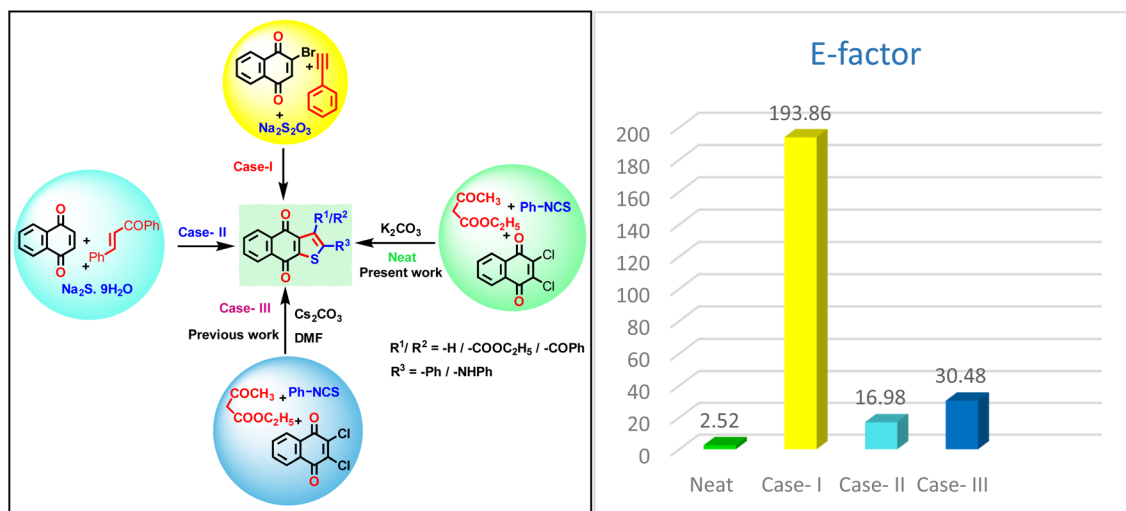 O
Br
+
O
+
Na₂S₂O₃
Case-I
O
COPh
+
Ph
+
O
Na₂S. 9H₂O
Case- II
O
R¹/R²
R³
S
O
K₂CO₃
Neat
Present work
COCH₃
+ Ph-NCS
COOC₂H₅
+
O
Cl
Cl
O
Case- III
Cs₂CO₃
Previous work
DMF
R¹/ R² = -H / -COOC₂H₅ / -COPh
R³ = -Ph / -NHPh
COCH₃
+Ph-NCS
COOC₂H₅+
O
Cl
Cl
O
E-factor
200
180
160
140
120
100
80
60
40
20
0
2.52
193.86
16.98
30.48
Neat
Case- I
Case- II
Case- III